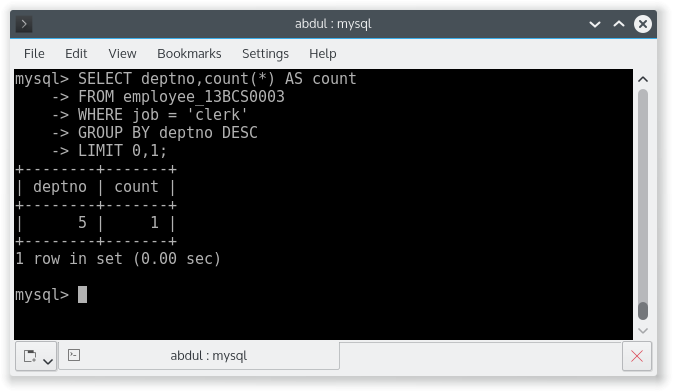 abdul : mysql
File Edit View Bookmarks Settings Help
mysql> SELECT deptno,count(*) AS count
    -> FROM employee_13BCS0003
    -> WHERE job = 'clerk'
    -> GROUP BY deptno DESC
    -> LIMIT 0,1;
+--------+-------+
| deptno | count |
+--------+-------+
|      5 |     1 |
+--------+-------+
1 row in set (0.00 sec)
mysql>
abdul : mysql